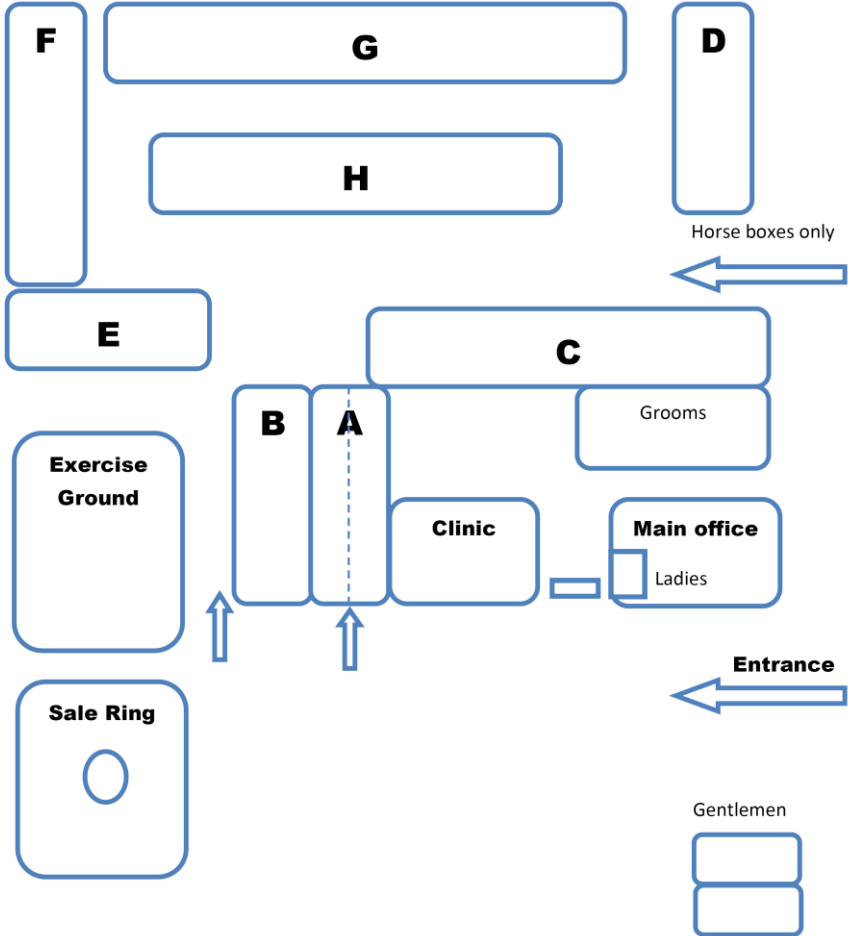 F
G
D
H
Horse boxes only
E
C
B
A
Grooms
Exercise
Ground
Clinic
Main office
Ladies
Entrance
Sale Ring
Gentlemen